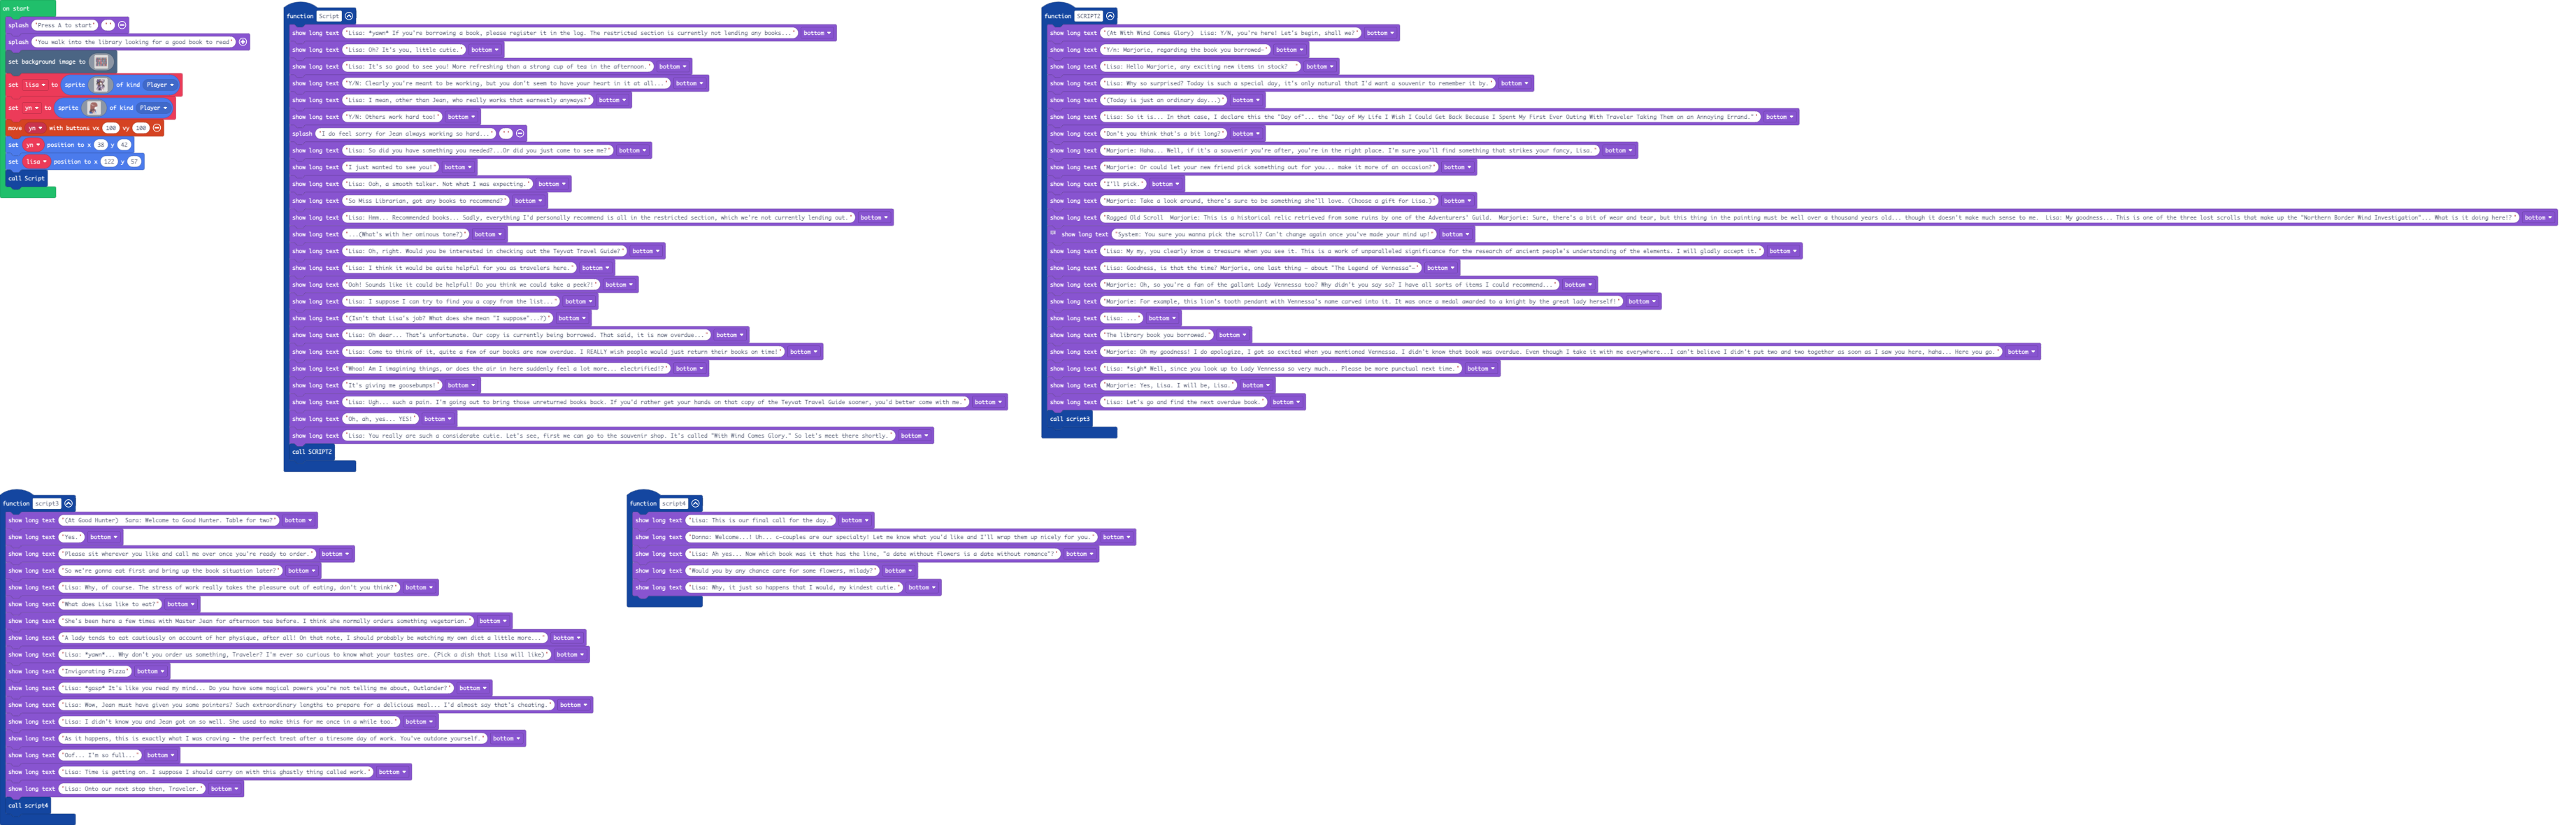 on start
splash "Press A to start" ""
splash "You walk into the library looking for a good book to read"
set background image to
set lisa to sprite of kind Player
set yn to sprite of kind Player
move yn with buttons vx 100 vy 100
set yn position to x 38 y 42
set lisa position to x 122 y 57
call Script
function Script
show long text "Lisa: *yawn* If you're borrowing a book, please register it in the log. The restricted section is currently not lending any books..." bottom
show long text "Lisa: Oh? It's you, little cutie." bottom
show long text "Lisa: It's so good to see you! More refreshing than a strong cup of tea in the afternoon." bottom
show long text "Y/N: Clearly you're meant to be working, but you don't seem to have your heart in it at all..." bottom
show long text "Lisa: I mean, other than Jean, who really works that earnestly anyways?" bottom
show long text "Y/N: Others work hard too!" bottom
splash "I do feel sorry for Jean always working so hard..." ""
show long text "Lisa: So did you have something you needed?...Or did you just come to see me?" bottom
show long text "I just wanted to see you!" bottom
show long text "Lisa: Ooh, a smooth talker. Not what I was expecting." bottom
show long text "So Miss Librarian, got any books to recommend?" bottom
show long text "Lisa: Hmm... Recommended books... Sadly, everything I'd personally recommend is all in the restricted section, which we're not currently lending out." bottom
show long text "...(What's with her ominous tone?)" bottom
show long text "Lisa: Oh, right. Would you be interested in checking out the Teyvat Travel Guide?" bottom
show long text "Lisa: I think it would be quite helpful for you as travelers here." bottom
show long text "Ooh! Sounds like it could be helpful! Do you think we could take a peek?!" bottom
show long text "Lisa: I suppose I can try to find you a copy from the list..." bottom
show long text "(Isn't that Lisa's job? What does she mean "I suppose"...?)" bottom
show long text "Lisa: Oh dear... That's unfortunate. Our copy is currently being borrowed. That said, it is now overdue..." bottom
show long text "Lisa: Come to think of it, quite a few of our books are now overdue. I REALLY wish people would just return their books on time!" bottom
show long text "Whoa! Am I imagining things, or does the air in here suddenly feel a lot more... electrified!?" bottom
show long text "It's giving me goosebumps!" bottom
show long text "Lisa: Ugh... such a pain. I'm going out to bring those unreturned books back. If you'd rather get your hands on that copy of the Teyvat Travel Guide sooner, you'd better come with me." bottom
show long text "Oh, ah, yes... YES!" bottom
show long text "Lisa: You really are such a considerate cutie. Let's see, first we can go to the souvenir shop. It's called "With Wind Comes Glory." So let's meet there shortly." bottom
call SCRIPT2
function SCRIPT2
show long text "(At With Wind Comes Glory) Lisa: Y/N, you're here! Let's begin, shall we?" bottom
show long text "Y/n: Marjorie, regarding the book you borrowed-" bottom
show long text "Lisa: Hello Marjorie, any exciting new items in stock? " bottom
show long text "Lisa: Why so surprised? Today is such a special day, it's only natural that I'd want a souvenir to remember it by." bottom
show long text "(Today is just an ordinary day...)" bottom
show long text "Lisa: So it is... In that case, I declare this the "Day of"... the "Day of My Life I Wish I Could Get Back Because I Spent My First Ever Outing With Traveler Taking Them on an Annoying Errand."" bottom
show long text "Don't you think that's a bit long?" bottom
show long text "Marjorie: Haha... Well, if it's a souvenir you're after, you're in the right place. I'm sure you'll find something that strikes your fancy, Lisa." bottom
show long text "Marjorie: Or could let your new friend pick something out for you... make it more of an occasion?" bottom
show long text "I'll pick." bottom
show long text "Marjorie: Take a look around, there's sure to be something she'll love. (Choose a gift for Lisa.)" bottom
show long text "Ragged Old Scroll Marjorie: This is a historical relic retrieved from some ruins by one of the Adventurers' Guild. Marjorie: Sure, there's a bit of wear and tear, but this thing in the painting must be well over a thousand years old... though it doesn't make much sense to me. Lisa: My goodness... This is one of the three lost scrolls that make up the "Northern Border Wind Investigation"... What is it doing here!?" bottom
show long text "System: You sure you wanna pick the scroll? Can't change again once you've made your mind up!" bottom
show long text "Lisa: My my, you clearly know a treasure when you see it. This is a work of unparalleled significance for the research of ancient people's understanding of the elements. I will gladly accept it." bottom
show long text "Lisa: Goodness, is that the time? Marjorie, one last thing - about "The Legend of Vennessa"-" bottom
show long text "Marjorie: Oh, so you're a fan of the gallant Lady Vennessa too? Why didn't you say so? I have all sorts of items I could recommend..." bottom
show long text "Marjorie: For example, this lion's tooth pendant with Vennessa's name carved into it. It was once a medal awarded to a knight by the great lady herself!" bottom
show long text "Lisa: ..." bottom
show long text "The library book you borrowed." bottom
show long text "Marjorie: Oh my goodness! I do apologize, I got so excited when you mentioned Vennessa. I didn't know that book was overdue. Even though I take it with me everywhere...I can't believe I didn't put two and two together as soon as I saw you here, haha... Here you go." bottom
show long text "Lisa: *sigh* Well, since you look up to Lady Vennessa so very much... Please be more punctual next time." bottom
show long text "Marjorie: Yes, Lisa. I will be, Lisa." bottom
show long text "Lisa: Let's go and find the next overdue book." bottom
call script3
function script3
show long text "(At Good Hunter) Sara: Welcome to Good Hunter. Table for two?" bottom
show long text "Yes." bottom
show long text "Please sit wherever you like and call me over once you're ready to order." bottom
show long text "So we're gonna eat first and bring up the book situation later?" bottom
show long text "Lisa: Why, of course. The stress of work really takes the pleasure out of eating, don't you think?" bottom
show long text "What does Lisa like to eat?" bottom
show long text "She's been here a few times with Master Jean for afternoon tea before. I think she normally orders something vegetarian." bottom
show long text "A lady tends to eat cautiously on account of her physique, after all! On that note, I should probably be watching my own diet a little more..." bottom
show long text "Lisa: *yawn*... Why don't you order us something, Traveler? I'm ever so curious to know what your tastes are. (Pick a dish that Lisa will like)" bottom
show long text "Invigorating Pizza" bottom
show long text "Lisa: *gasp* It's like you read my mind... Do you have some magical powers you're not telling me about, Outlander?" bottom
show long text "Lisa: Wow, Jean must have given you some pointers? Such extraordinary lengths to prepare for a delicious meal... I'd almost say that's cheating." bottom
show long text "Lisa: I didn't know you and Jean got on so well. She used to make this for me once in a while too." bottom
show long text "As it happens, this is exactly what I was craving - the perfect treat after a tiresome day of work. You've outdone yourself." bottom
show long text "Oof... I'm so full..." bottom
show long text "Lisa: Time is getting on. I suppose I should carry on with this ghastly thing called work." bottom
show long text "Lisa: Onto our next stop then, Traveler." bottom
call script4
function script4
show long text "Lisa: This is our final call for the day." bottom
show long text "Donna: Welcome...! Uh... c-couples are our specialty! Let me know what you'd like and I'll wrap them up nicely for you." bottom
show long text "Lisa: Ah yes... Now which book was it that has the line, "a date without flowers is a date without romance"?" bottom
show long text "Would you by any chance care for some flowers, milady?" bottom
show long text "Lisa: Why, it just so happens that I would, my kindest cutie." bottom